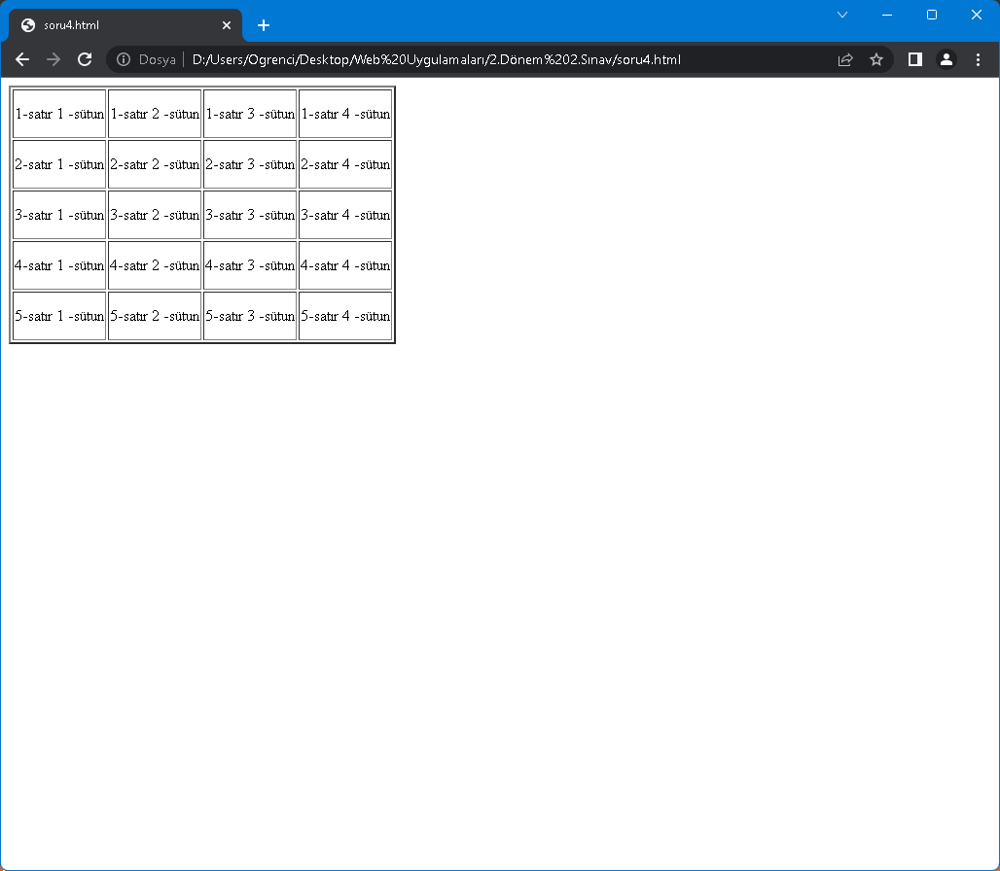 soru4.html
Dosya D:/Users/Ogrenci/Desktop/Web%20Uygulamaları/2.Dönem%202.Sınav/soru4.html
1-satır 1 -sütun 1-satır 2 -sütun 1-satır 3 -sütun 1-satır 4 -sütun
2-satır 1 -sütun 2-satır 2 -sütun 2-satır 3 -sütun 2-satır 4 -sütun
3-satır 1 -sütun 3-satır 2 -sütun 3-satır 3 -sütun 3-satır 4 -sütun
4-satır 1 -sütun 4-satır 2 -sütun 4-satır 3 -sütun 4-satır 4 -sütun
5-satır 1 -sütun 5-satır 2 -sütun 5-satır 3 -sütun 5-satır 4 -sütun